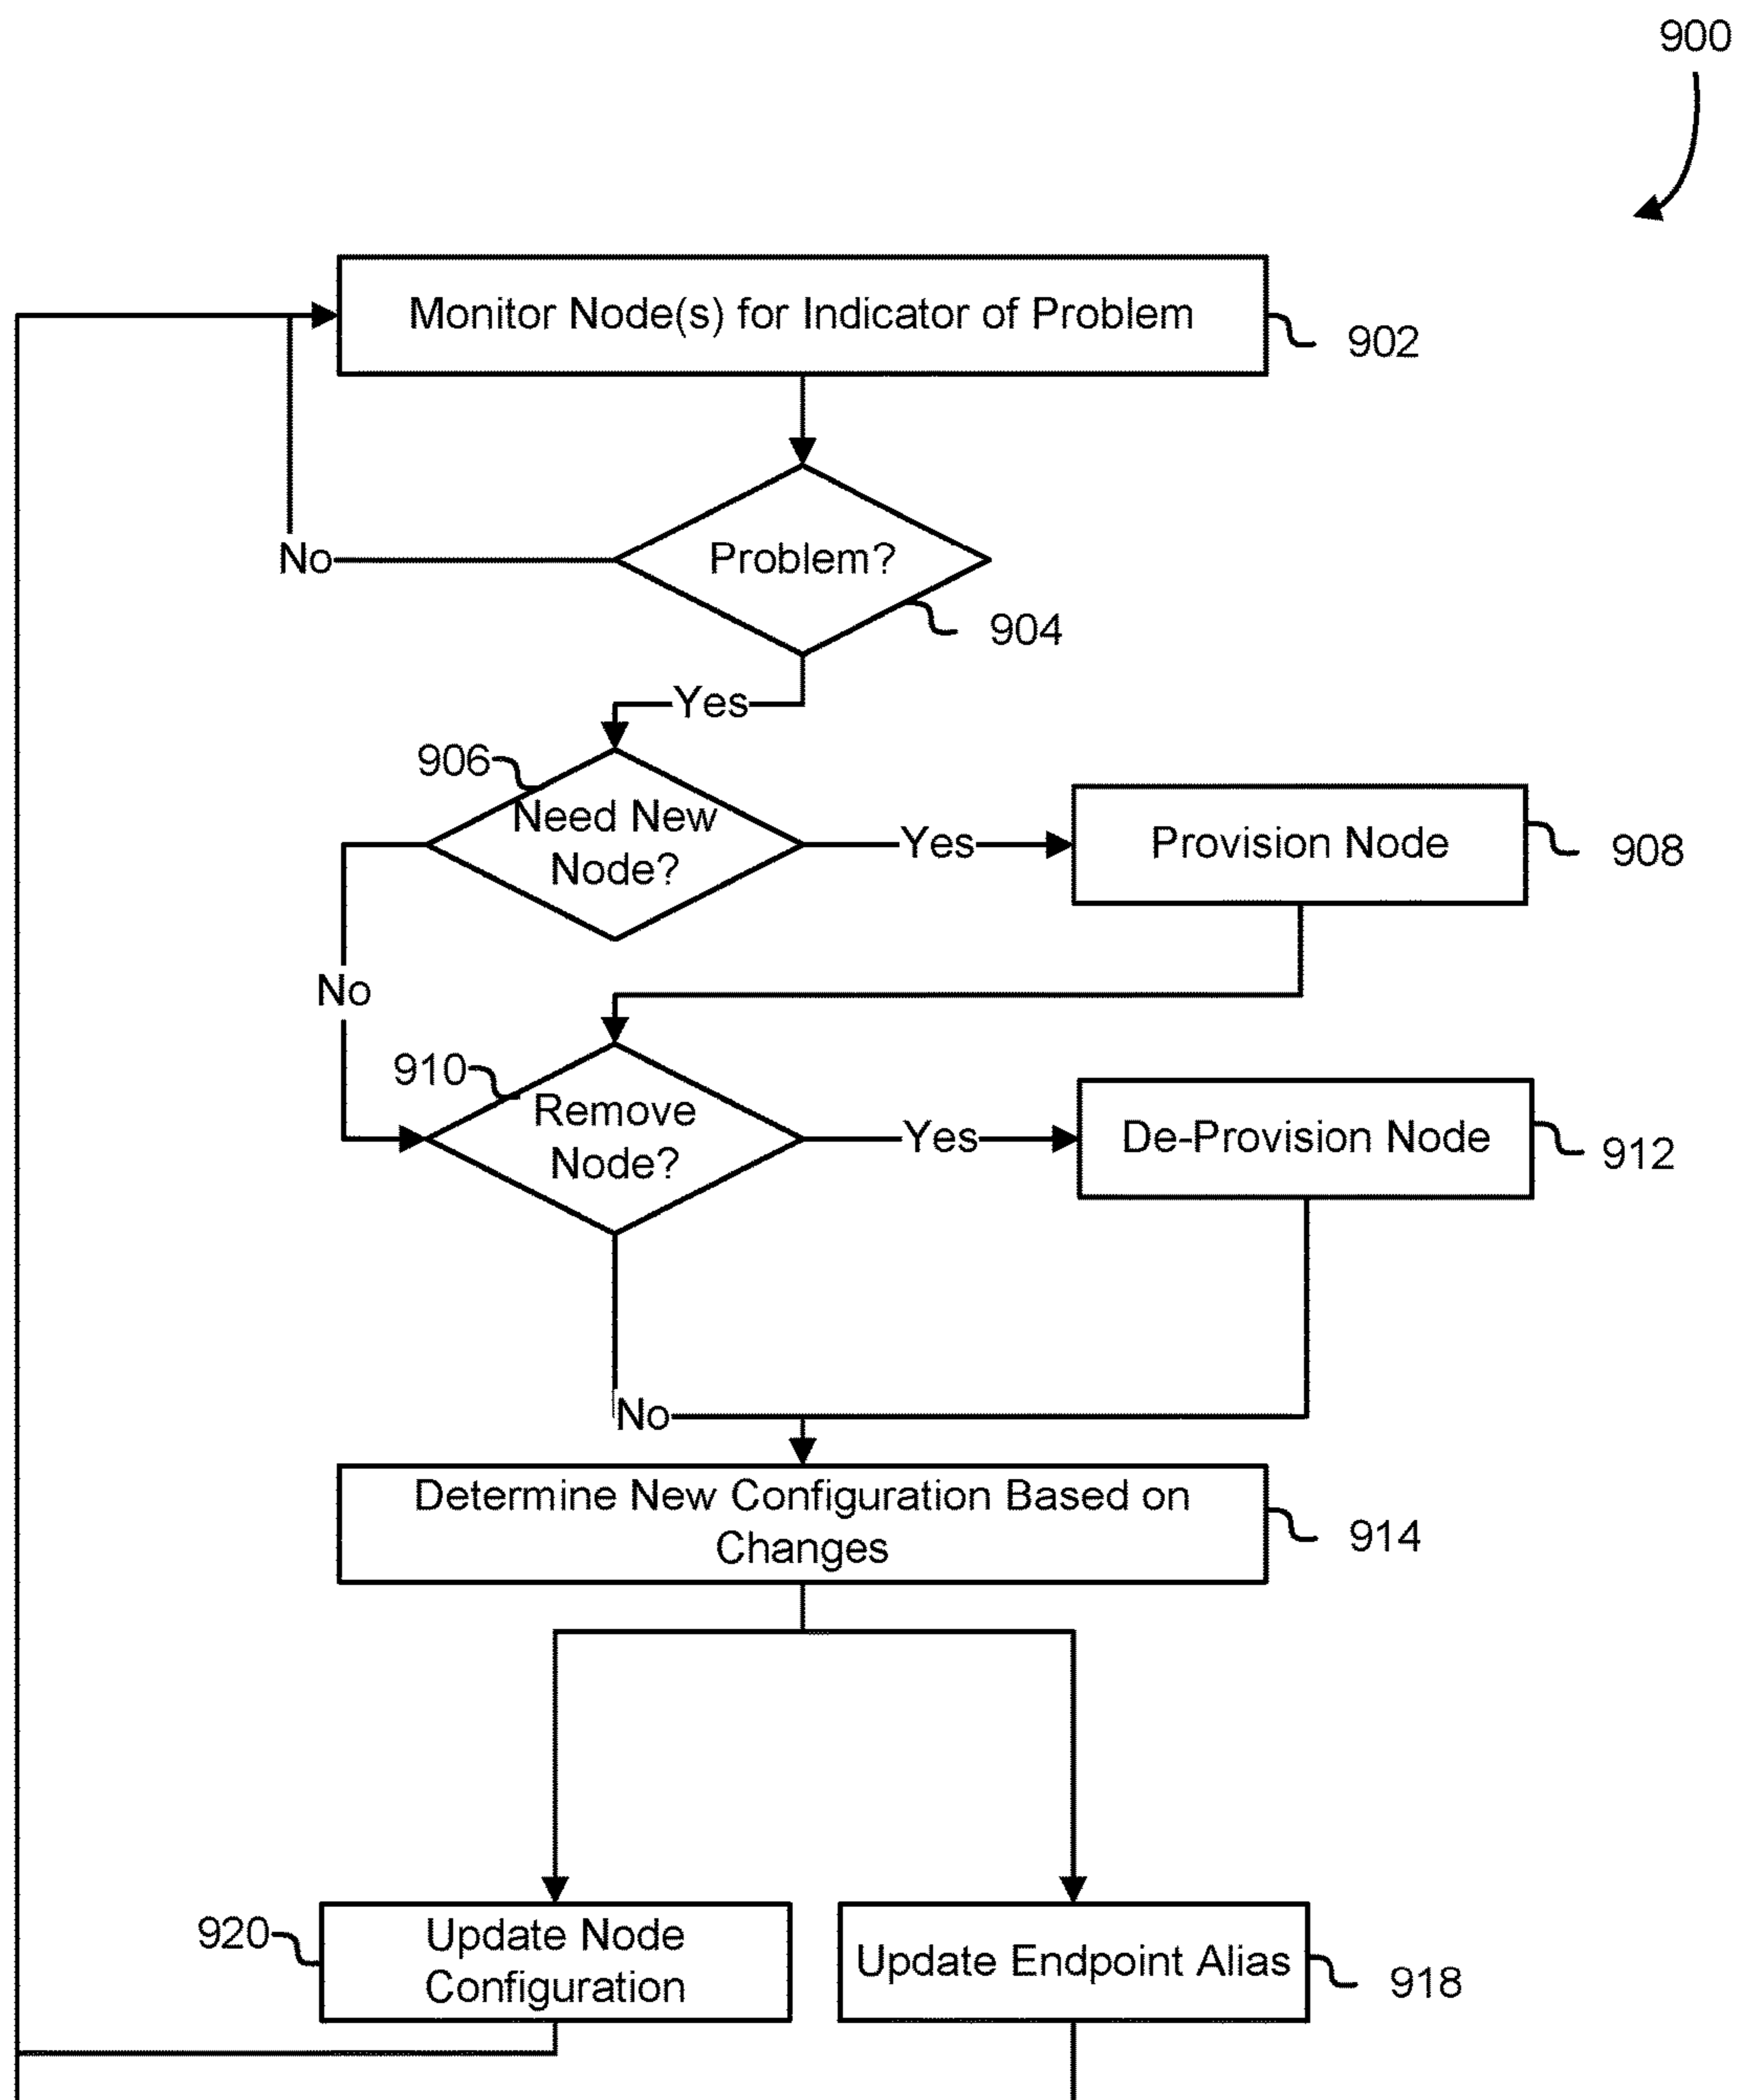 900
Monitor Node(s) for Indicator of Problem
902
Problem?
No
904
Yes
906
Need New
Node?
Yes
Provision Node
908
No
910
Remove
Node?
Yes
De-Provision Node
912
No
Determine New Configuration Based on
Changes
914
920
Update Node
Configuration
Update Endpoint Alias
918